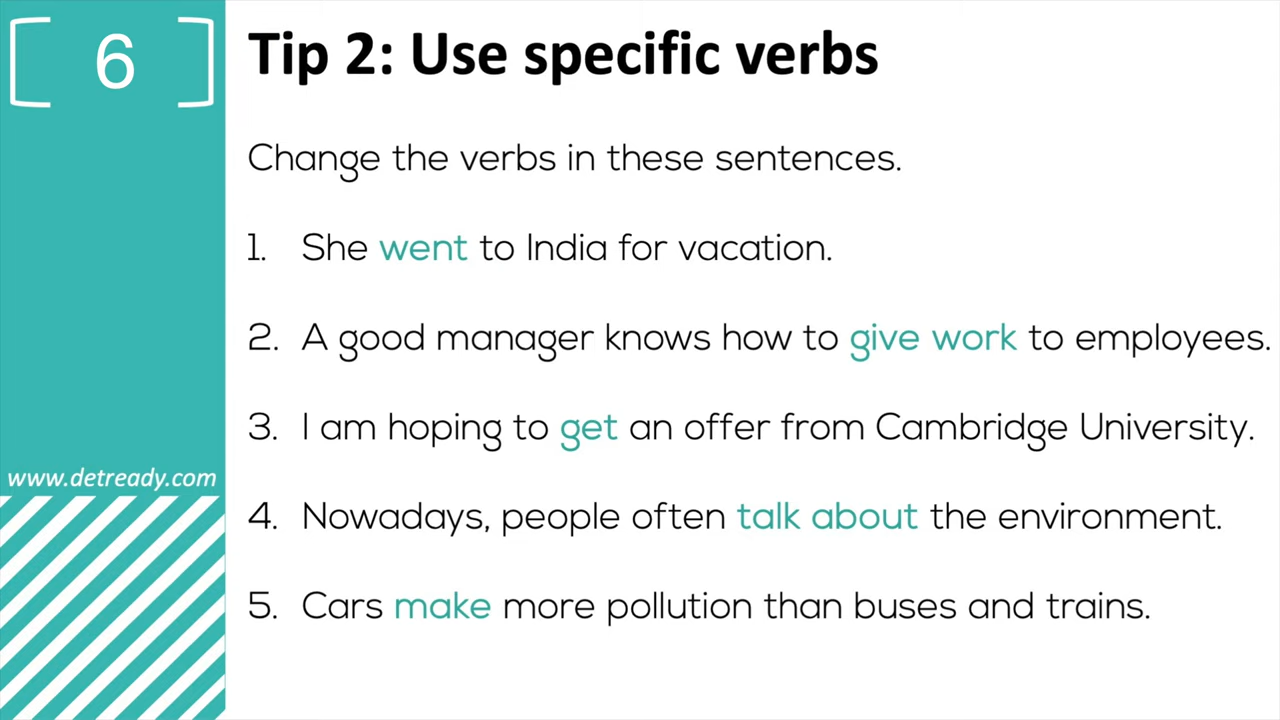 6
Tip 2: Use specific verbs
Change the verbs in these sentences.
1. She went to India for vacation.
2. A good manager knows how to give work to employees.
3. I am hoping to get an offer from Cambridge University.
4. Nowadays, people often talk about the environment.
5. Cars make more pollution than buses and trains.
www.detready.com